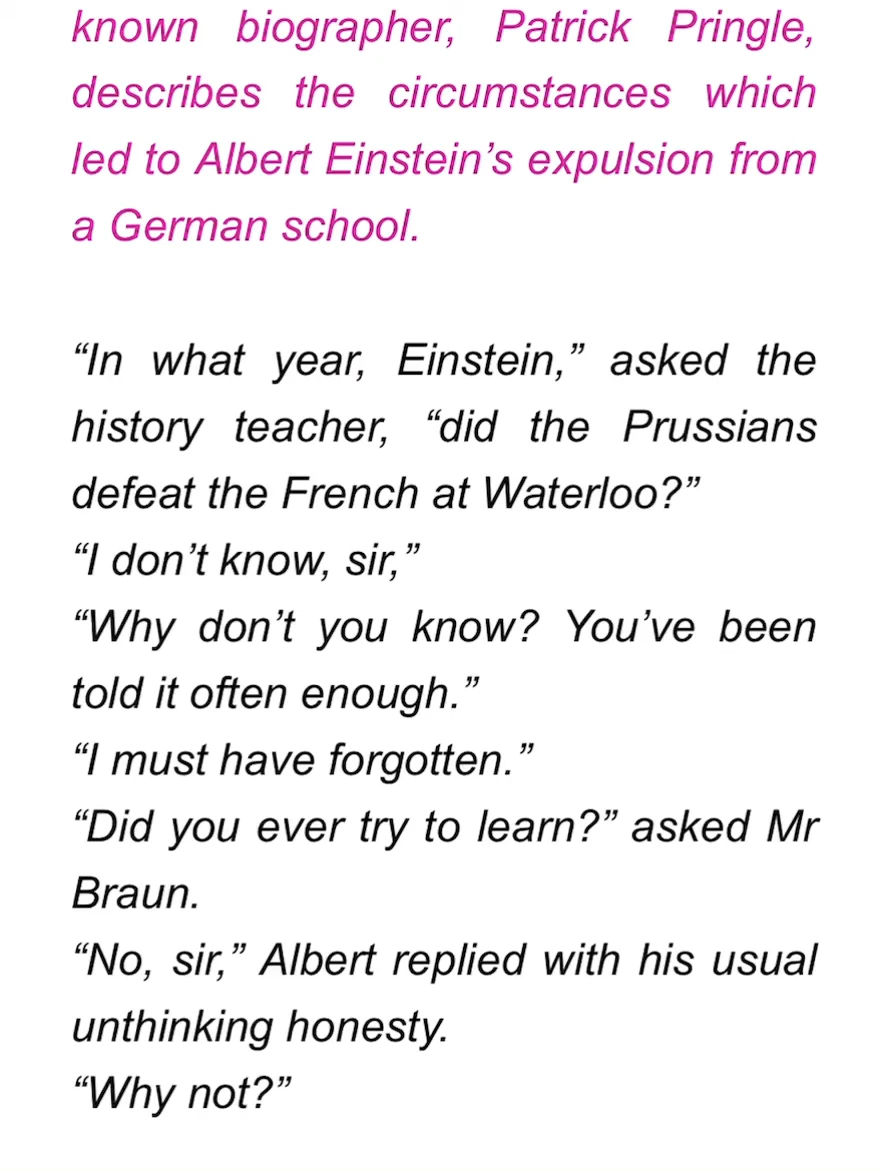 known biographer, Patrick Pringle,
describes the circumstances which
led to Albert Einstein’s expulsion from
a German school.
“In what year, Einstein,” asked the
history teacher, “did the Prussians
defeat the French at Waterloo?”
“I don’t know, sir,”
“Why don’t you know? You’ve been
told it often enough.”
“I must have forgotten.”
“Did you ever try to learn?” asked Mr
Braun.
“No, sir,” Albert replied with his usual
unthinking honesty.
“Why not?”